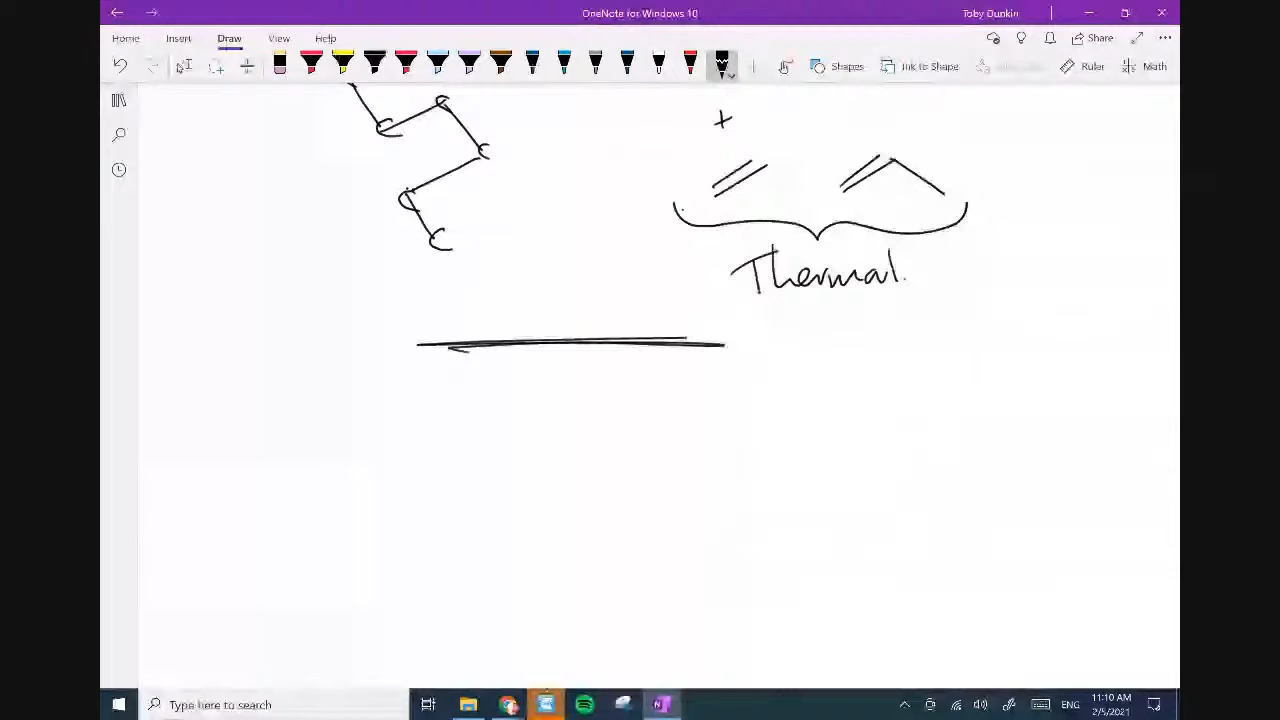 OneNote for Windows 10
Toby Dunkin
Home Insert Draw View Help
Share
Shapes
Ink to Shape
Ruler
Math
C
C
C
C
C
+
Thermal.
Type here to search
ENG
11:10 AM
2/5/2021